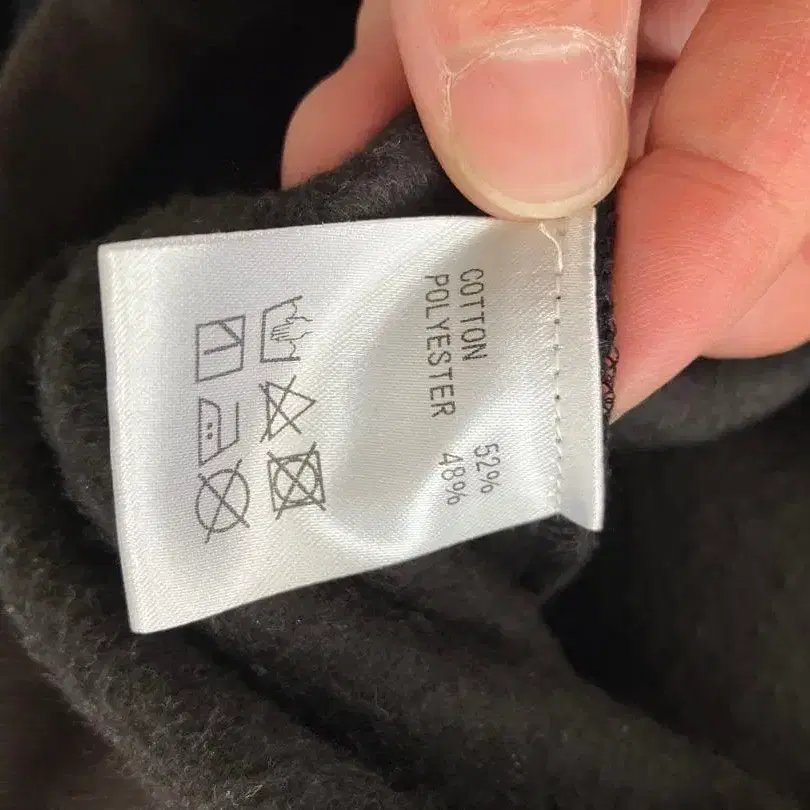 COTTON 52%
POLYESTER 48%